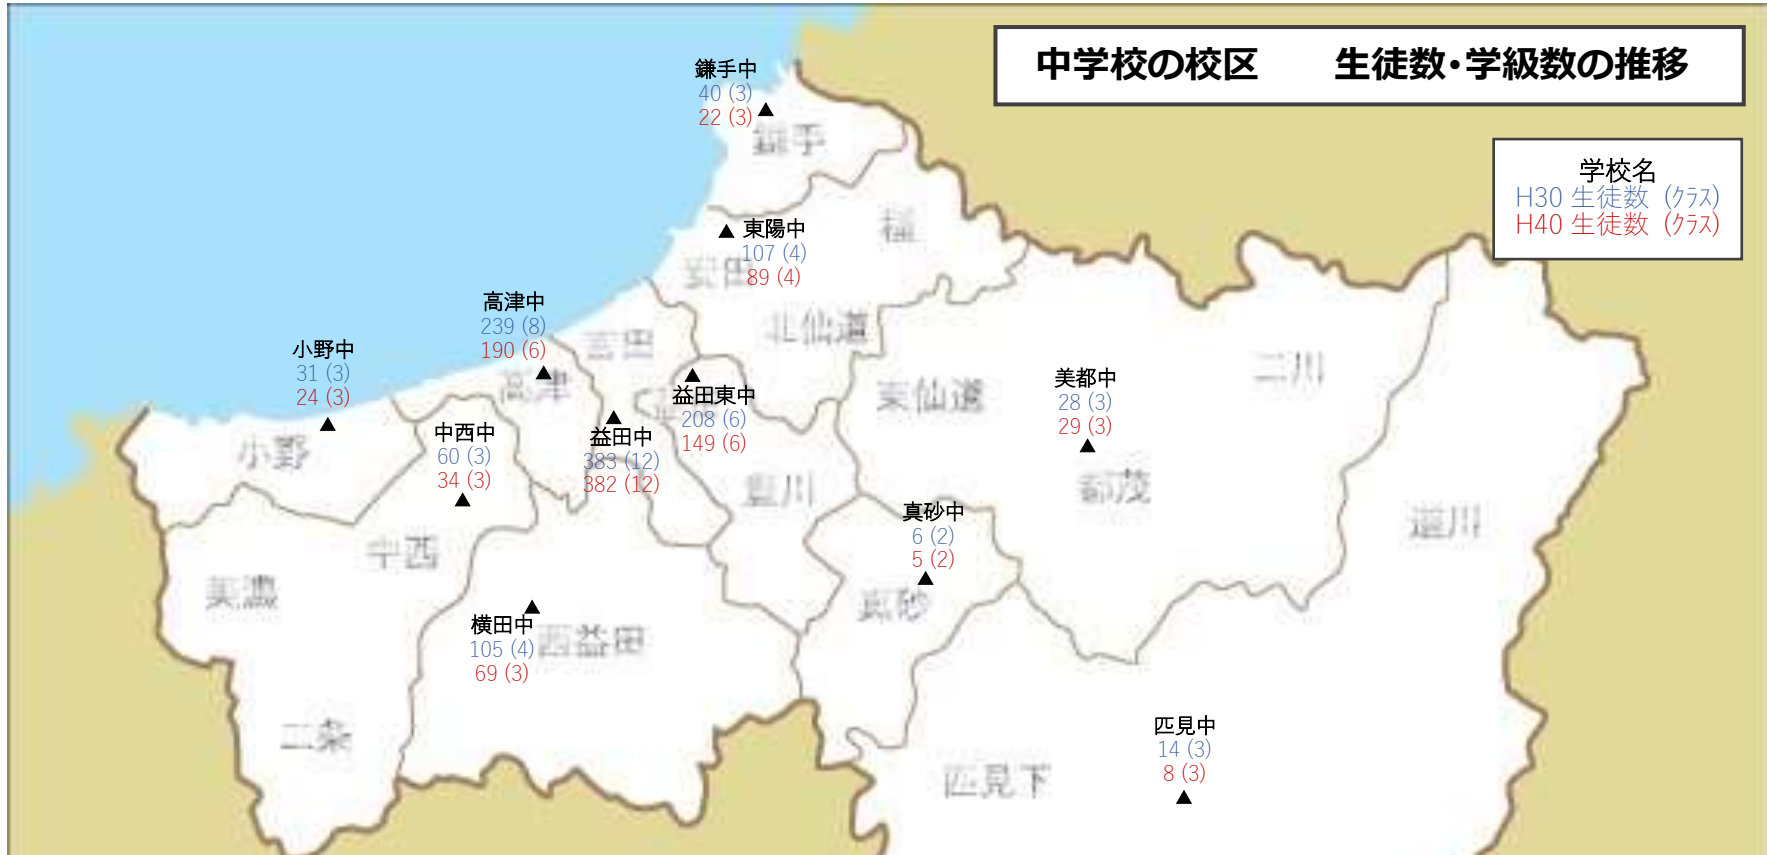 中学校の校区　　生徒数・学級数の推移
学校名
H30 生徒数 (ｸﾗｽ)
H40 生徒数 (ｸﾗｽ)
鎌手中
40 (3)
22 (3)
鎌手
東陽中
107 (4)
89 (4)
種
安田
北仙道
高津中
239 (8)
190 (6)
高津
吉田
小野中
31 (3)
24 (3)
小野
中西中
60 (3)
34 (3)
中西
益田中
383 (12)
382 (12)
益田東中
208 (6)
149 (6)
豊川
東仙道
二川
美都中
28 (3)
29 (3)
都茂
道川
真砂中
6 (2)
5 (2)
真砂
美濃
二条
横田中
105 (4)
69 (3)
西益田
匹見中
14 (3)
8 (3)
匹見下